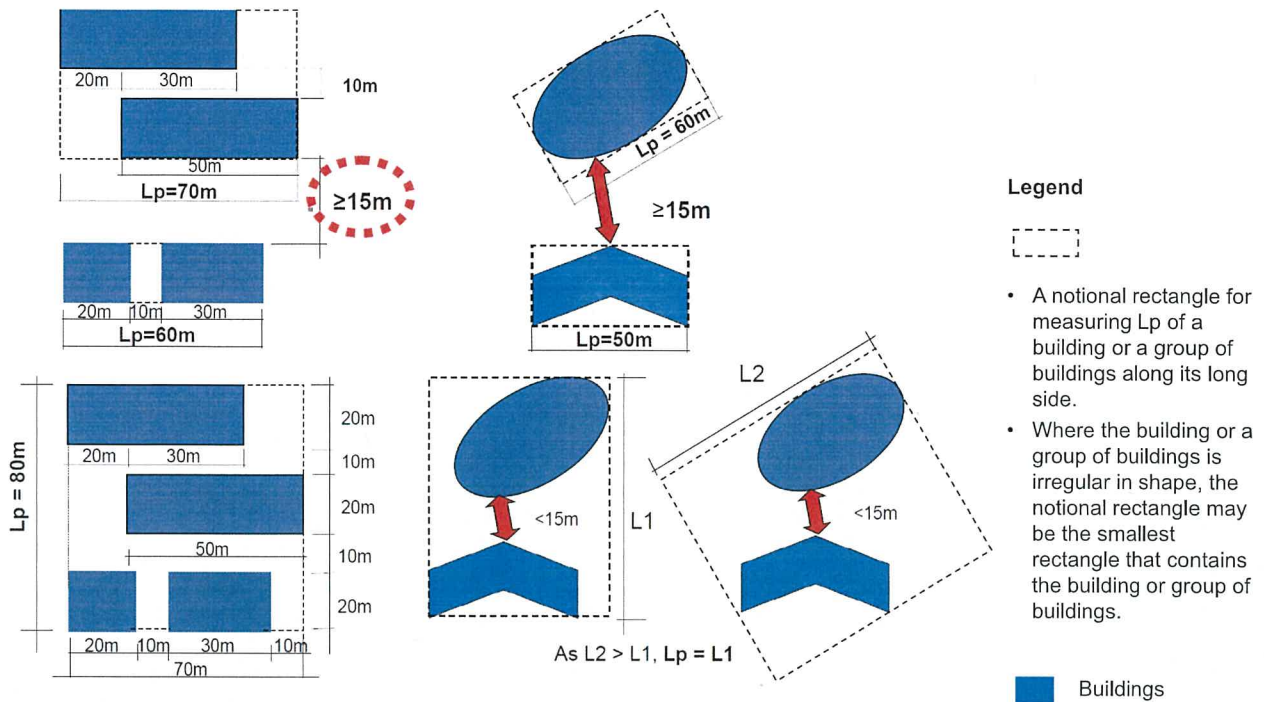 20m
30m
10m
50m
Lp=70m
≥15m
20m
10m
30m
Lp=60m
Lp = 60m
≥15m
Lp=50m
Lp = 80m
20m
30m
50m
20m
10m
20m
10m
20m
20m
10m
30m
10m
70m
<15m
L1
L2
<15m
As L2 > L1, Lp = L1
Legend
• A notional rectangle for
measuring Lp of a
building or a group of
buildings along its long
side.
• Where the building or a
group of buildings is
irregular in shape, the
notional rectangle may
be the smallest
rectangle that contains
the building or group of
buildings.
Buildings